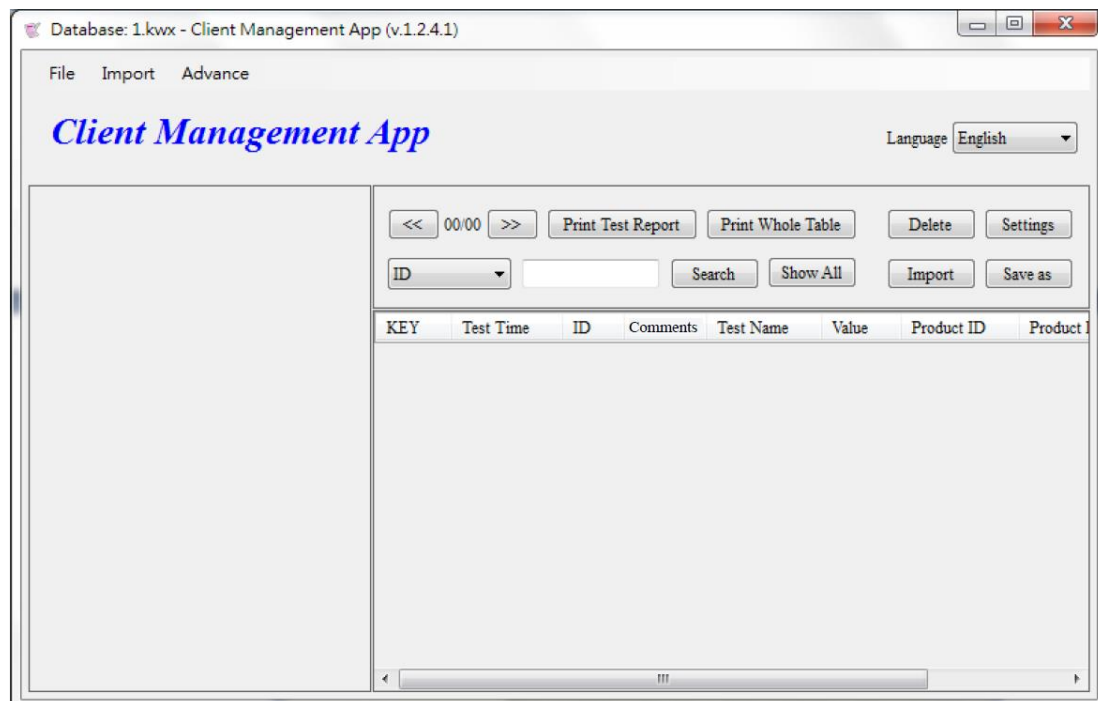 Database: 1.kwx - Client Management App (v.1.2.4.1)
File Import Advance
Client Management App
Language English
<< 00/00 >> Print Test Report Print Whole Table Delete Settings
ID Search Show All Import Save as
KEY Test Time ID Comments Test Name Value Product ID Product